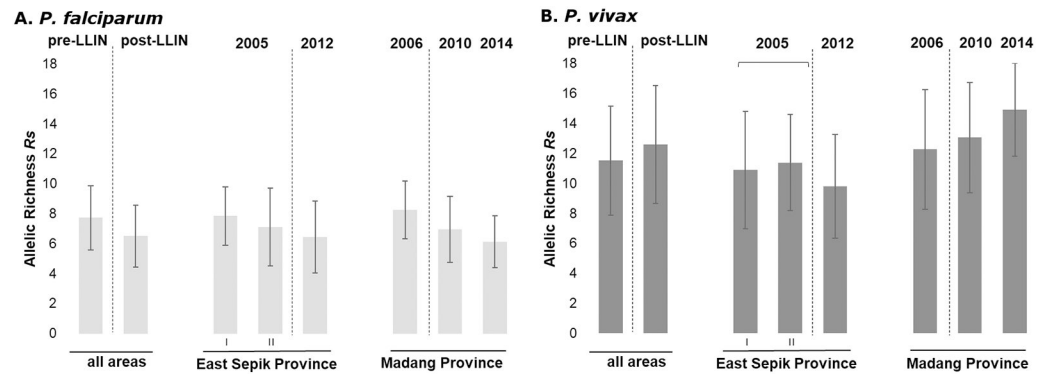 A. P. falciparum
pre-LLIN post-LLIN 2005 2012 2006 2010 2014
Allelic Richness Rs
18
16
14
12
10
8
6
4
2
0
I II
all areas East Sepik Province Madang Province
B. P. vivax
pre-LLIN post-LLIN 2005 2012 2006 2010 2014
Allelic Richness Rs
18
16
14
12
10
8
6
4
2
0
I II
all areas East Sepik Province Madang Province